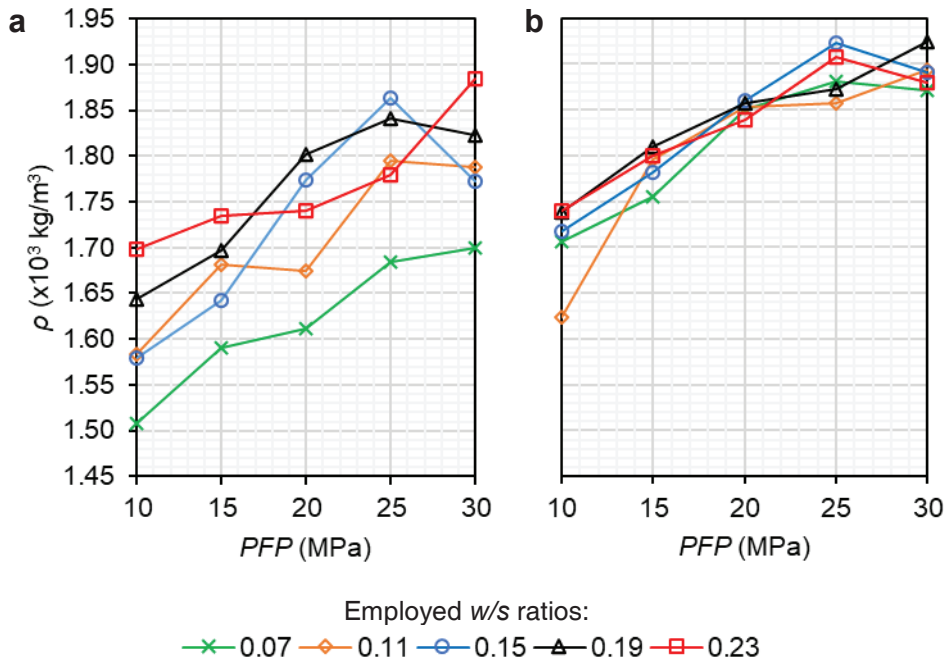 a
b
1.95
1.90
1.85
1.80
1.75
1.70
1.65
1.60
1.55
1.50
1.45
ρ (x10³ kg/m³)
10 15 20 25 30
10 15 20 25 30
PFP (MPa)
PFP (MPa)
Employed w/s ratios:
0.07 0.11 0.15 0.19 0.23